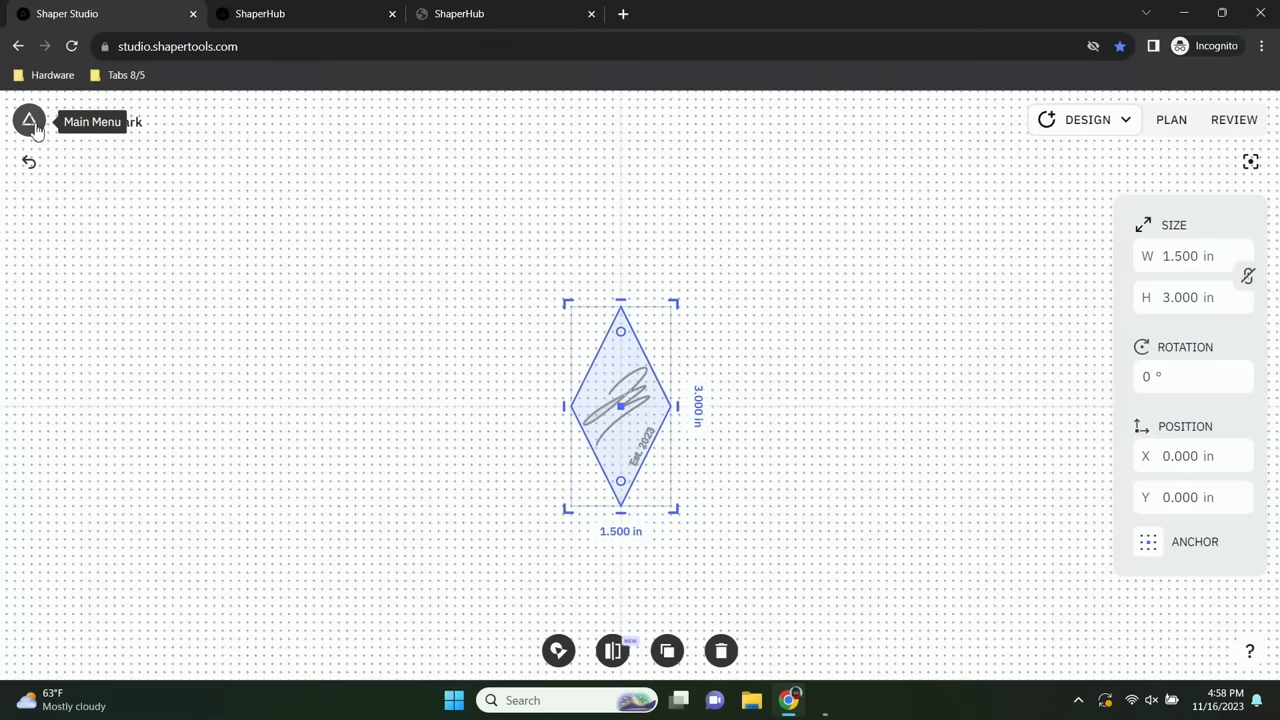 Shaper Studio
ShaperHub
ShaperHub
studio.shapertools.com
Incognito
Hardware
Tabs 8/5
Main Menu
ark
DESIGN
PLAN
REVIEW
SIZE
W 1.500 in
H 3.000 in
ROTATION
0 °
POSITION
X 0.000 in
Y 0.000 in
ANCHOR
3.000 in
Est. 2023
1.500 in
NEW
?
63°F
Mostly cloudy
Search
4:58 PM
11/16/2023